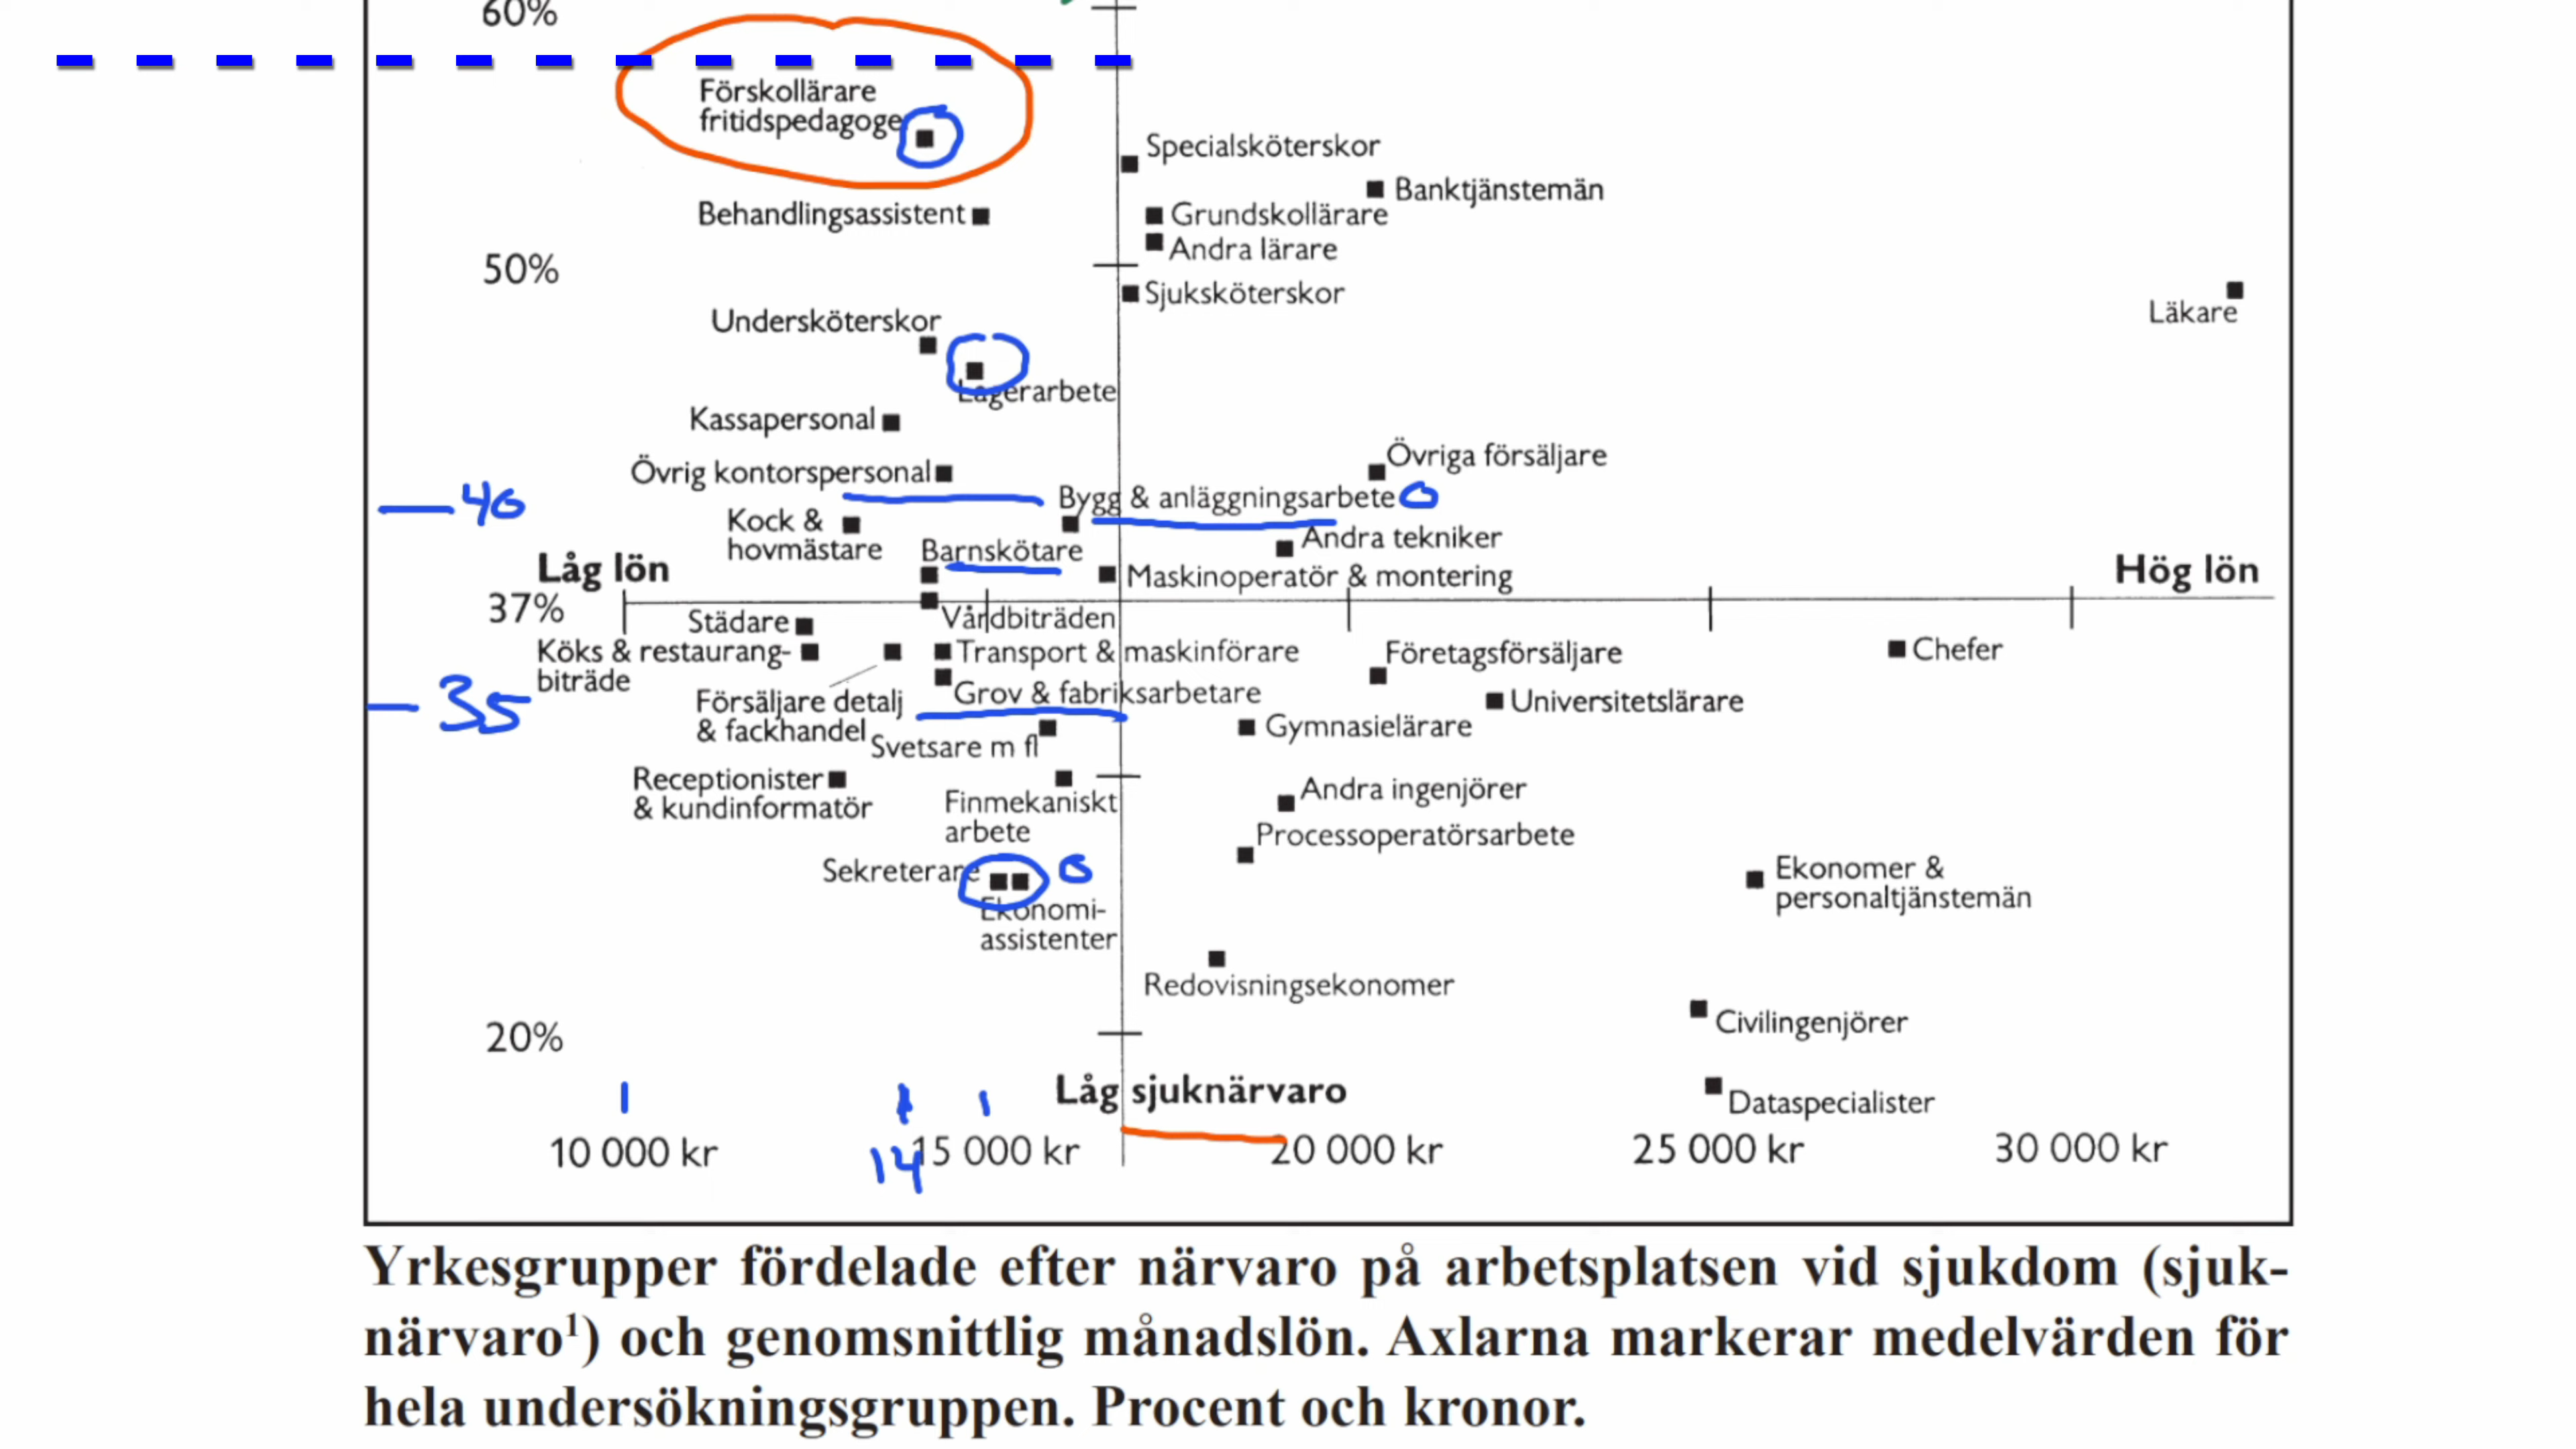 60%
Förskollärare
fritidspedagoge
Specialsköterskor
Banktjänstemän
Behandlingsassistent
Grundskollärare
Andra lärare
50%
Sjuksköterskor
Läkare
Undersköterskor
Lagerarbete
Kassapersonal
Övriga försäljare
Övrig kontorspersonal
Bygg & anläggningsarbete
40
Kock &
hovmästare
Andra tekniker
Barnskötare
Låg lön
Maskinoperatör & montering
Hög lön
37%
Städare
Vårdbiträden
Köks & restaurang-
biträde
Transport & maskinförare
Företagsförsäljare
Chefer
35
Försäljare detalj
& fackhandel
Grov & fabriksarbetare
Universitetslärare
Svetsare m fl
Gymnasielärare
Receptionister
& kundinformatör
Finmekaniskt
arbete
Andra ingenjörer
Processoperatörsarbete
Sekreterare
Ekonomi-
assistenter
Ekonomer &
personaltjänstemän
Redovisningsekonomer
Civilingenjörer
20%
Låg sjuknärvaro
Dataspecialister
10 000 kr
14
15 000 kr
20 000 kr
25 000 kr
30 000 kr
Yrkesgrupper fördelade efter närvaro på arbetsplatsen vid sjukdom (sjuk-
närvaro¹) och genomsnittlig månadslön. Axlarna markerar medelvärden för
hela undersökningsgruppen. Procent och kronor.